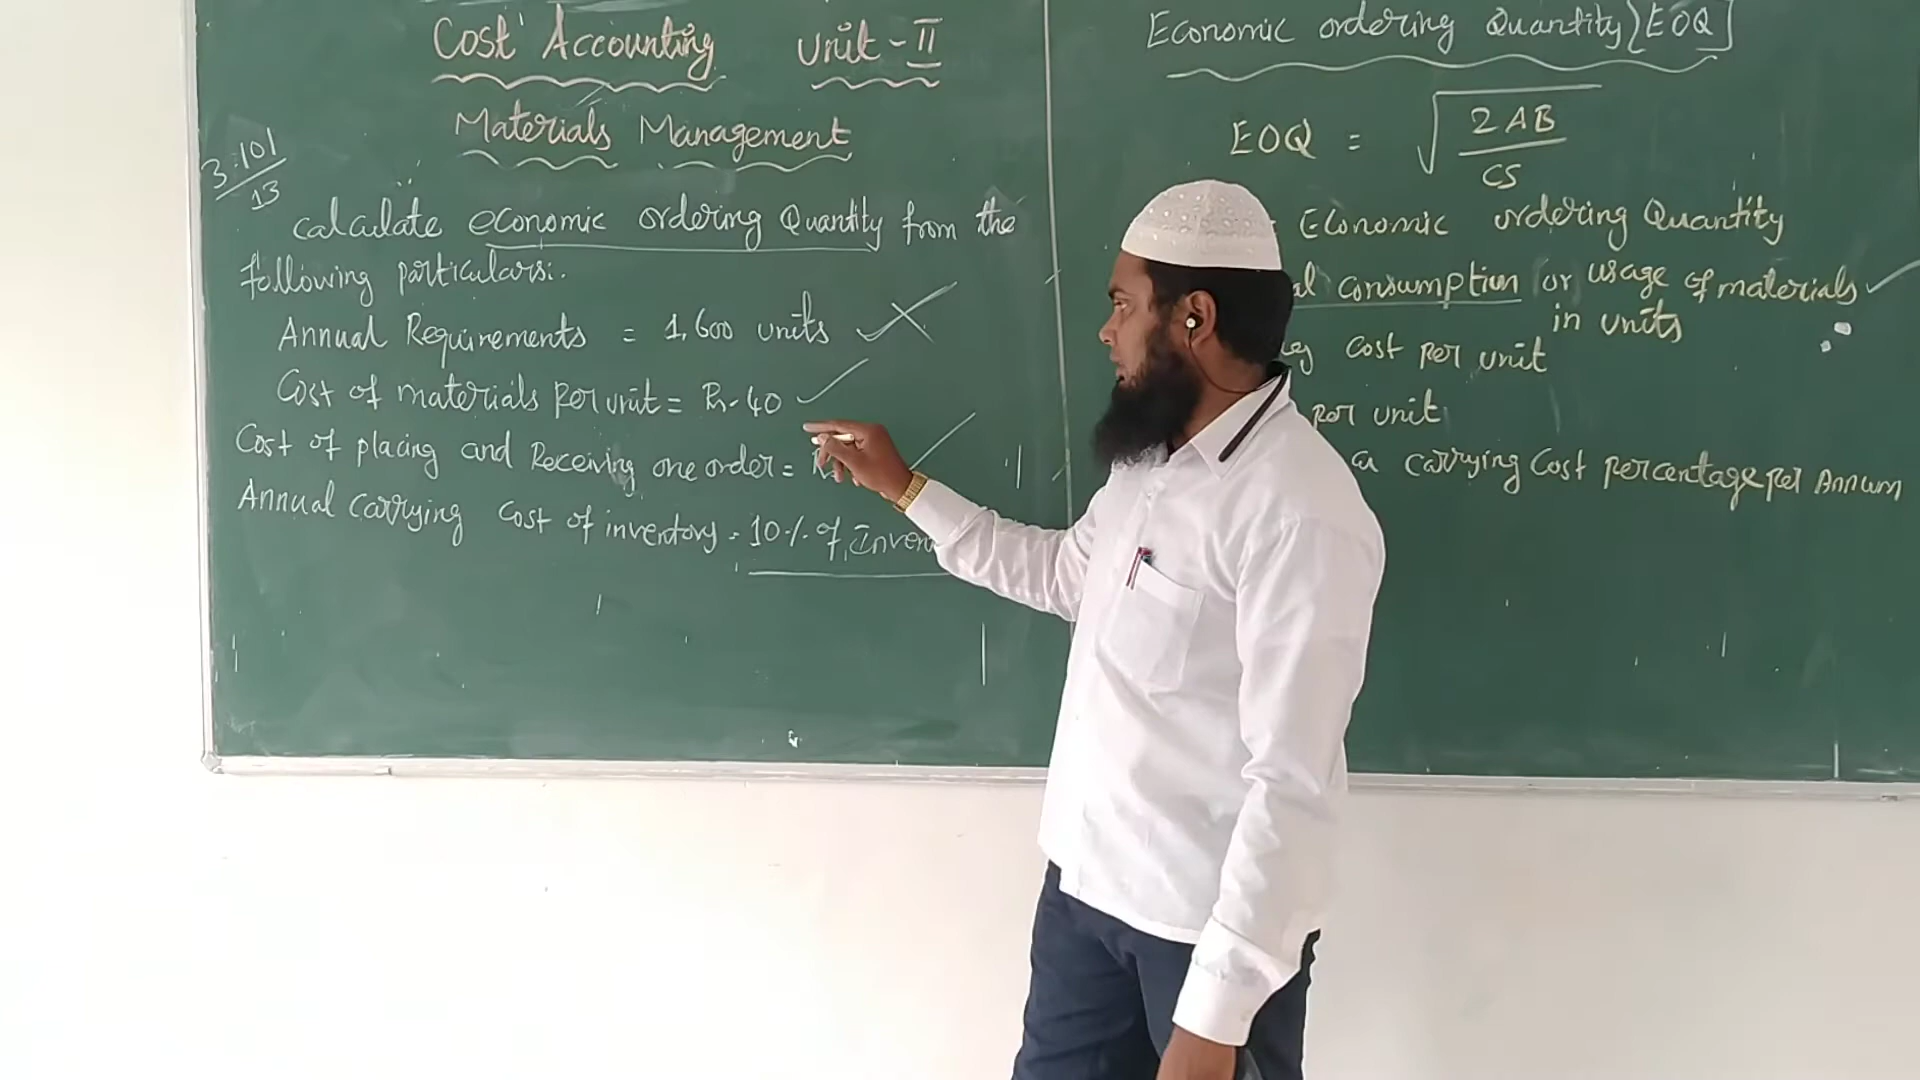 Cost Accounting Unit-II
Materials Management
3.101
13
Calculate economic ordering Quantity from the
following particulars:
Annual Requirements = 1,600 units
Cost of materials per unit = Rs. 40
Cost of placing and Receiving one order =
Annual carrying cost of inventory = 10% of
Economic ordering Quantity [EOQ]
EOQ = √ 2AB
CS
Economic ordering Quantity
consumption or usage of materials
in units
cost per unit
per unit
carrying cost percentage per Annum